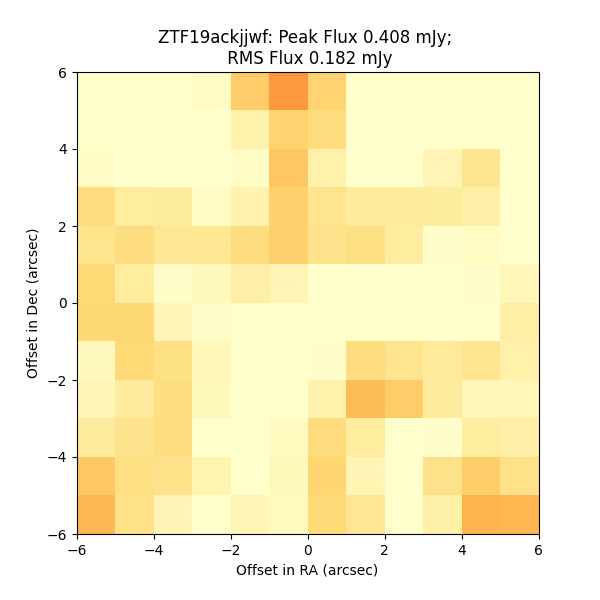 ZTF19ackjjwf: Peak Flux 0.408 mJy;
RMS Flux 0.182 mJy
6
4
2
0
−2
−4
−6
Offset in Dec (arcsec)
−6 −4 −2 0 2 4 6
Offset in RA (arcsec)